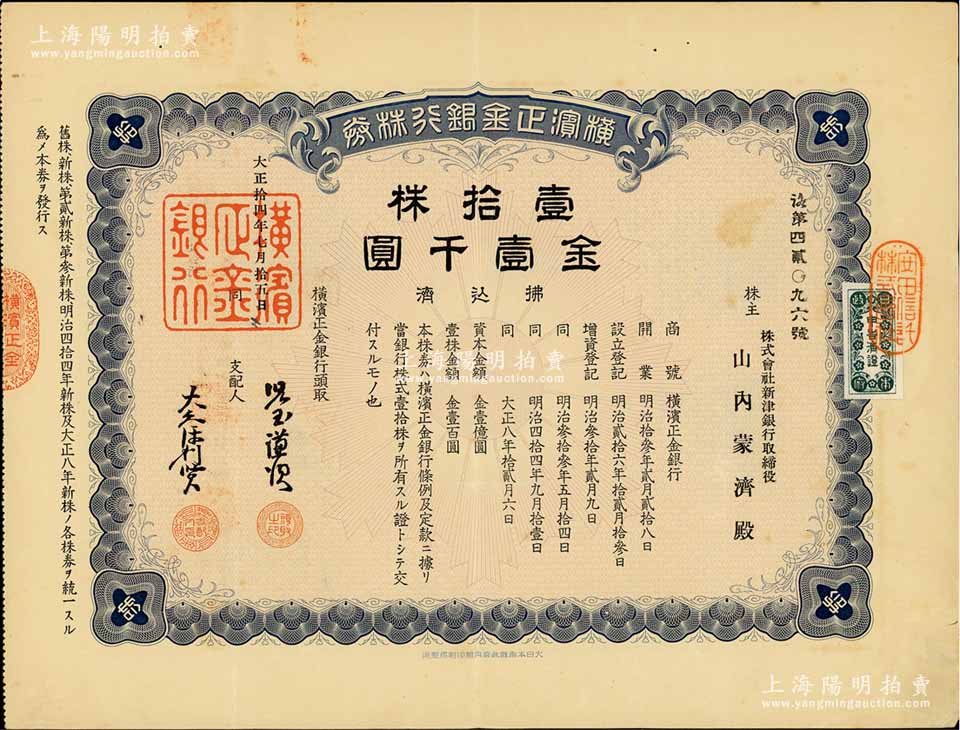 上海陽明拍賣
www.yangmingauction.com
橫濱正金銀行株券
壹拾株
金壹千圓
拂込濟
第四貳〇九六號
株主
株式會社新津銀行取締役
山內蒙濟殿
商號 橫濱正金銀行
開業 明治拾參年貳月貳拾八日
設立登記 明治貳拾六年拾貳月拾參日
增資登記 明治參拾年貳月九日
同 明治參拾參年五月拾四日
同 明治四拾四年九月拾壹日
同 大正八年拾貳月六日
資本金額 金壹億圓
壹株金額 金壹百圓
本株券ハ橫濱正金銀行條例及定款ニ據リ
當銀行株式壹拾株ヲ所有スル證トシテ交
付スルモノ也
橫濱正金銀行頭取
支配人
大正拾四年七月拾五日
同
橫濱正金銀行
舊株新株第貳新株第參新株明治四拾四年新株及大正八年新株ノ各株券ヲ統一スル
爲メ本券ヲ發行ス
橫濱正金
上海陽明拍賣
www.yangmingauction.com
上海陽明拍賣
www.yangmingauction.com